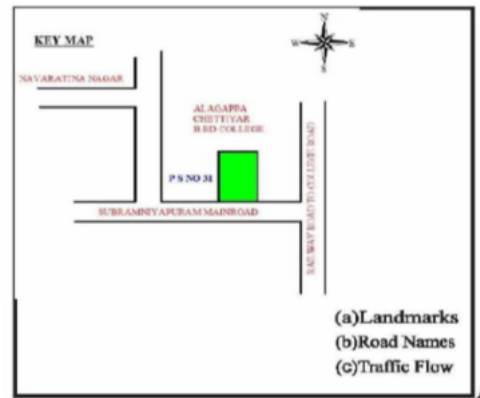 N
KEY MAP
W E
S
NAVARATINA NAGAR
ALAGAPPA
CHETTIYAR
B.ED COLLEGE
P S NO 31
SUBRAMNIYAPURAM MAINROAD
RAILWAY ROAD TO COLLEGE ROAD
(a)Landmarks
(b)Road Names
(c)Traffic Flow